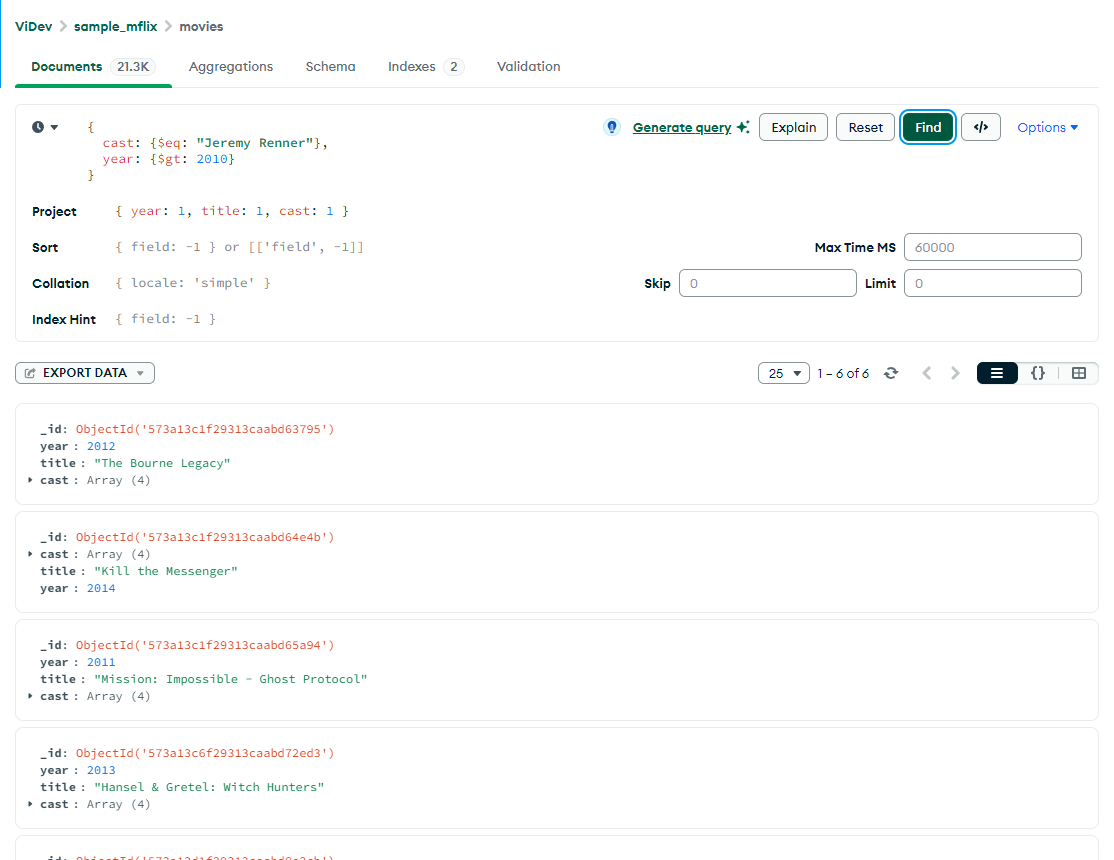 ViDev > sample_mflix > movies
Documents 21.3K Aggregations Schema Indexes 2 Validation
{
cast: {$eq: "Jeremy Renner"},
year: {$gt: 2010}
}
Generate query Explain Reset Find </> Options
Project { year: 1, title: 1, cast: 1 }
Sort { field: -1 } or [['field', -1]] Max Time MS 60000
Collation { locale: 'simple' } Skip 0 Limit 0
Index Hint { field: -1 }
EXPORT DATA 25 1 – 6 of 6 {}
_id: ObjectId('573a13c1f29313caabd63795')
year : 2012
title : "The Bourne Legacy"
cast : Array (4)
_id: ObjectId('573a13c1f29313caabd64e4b')
cast : Array (4)
title : "Kill the Messenger"
year : 2014
_id: ObjectId('573a13c1f29313caabd65a94')
year : 2011
title : "Mission: Impossible - Ghost Protocol"
cast : Array (4)
_id: ObjectId('573a13c6f29313caabd72ed3')
year : 2013
title : "Hansel & Gretel: Witch Hunters"
cast : Array (4)